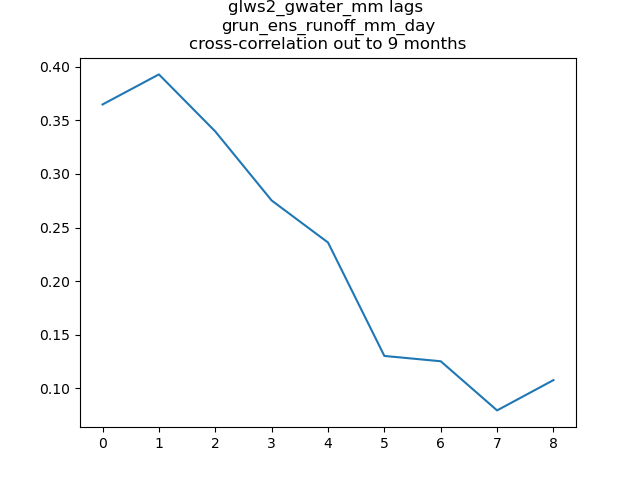 glws2_gwater_mm lags
grun_ens_runoff_mm_day
cross-correlation out to 9 months
0.40
0.35
0.30
0.25
0.20
0.15
0.10
0 1 2 3 4 5 6 7 8